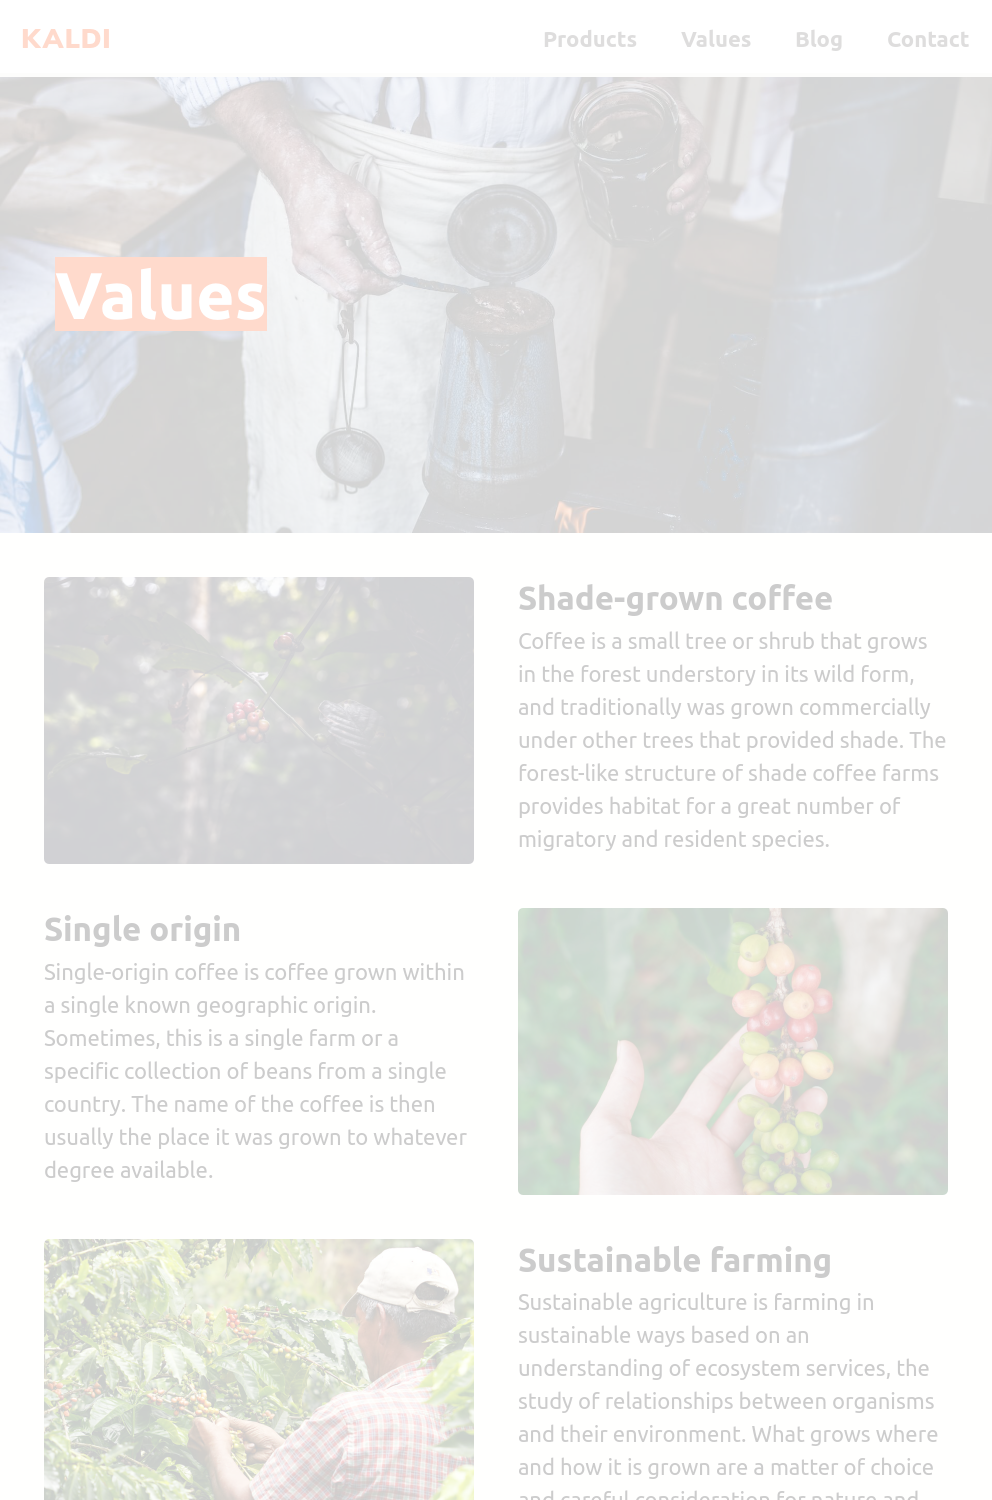 KALDI
Products Values Blog Contact
Values
Shade-grown coffee
Coffee is a small tree or shrub that grows
in the forest understory in its wild form,
and traditionally was grown commercially
under other trees that provided shade. The
forest-like structure of shade coffee farms
provides habitat for a great number of
migratory and resident species.
Single origin
Single-origin coffee is coffee grown within
a single known geographic origin.
Sometimes, this is a single farm or a
specific collection of beans from a single
country. The name of the coffee is then
usually the place it was grown to whatever
degree available.
Sustainable farming
Sustainable agriculture is farming in
sustainable ways based on an
understanding of ecosystem services, the
study of relationships between organisms
and their environment. What grows where
and how it is grown are a matter of choice
and careful consideration for nature and